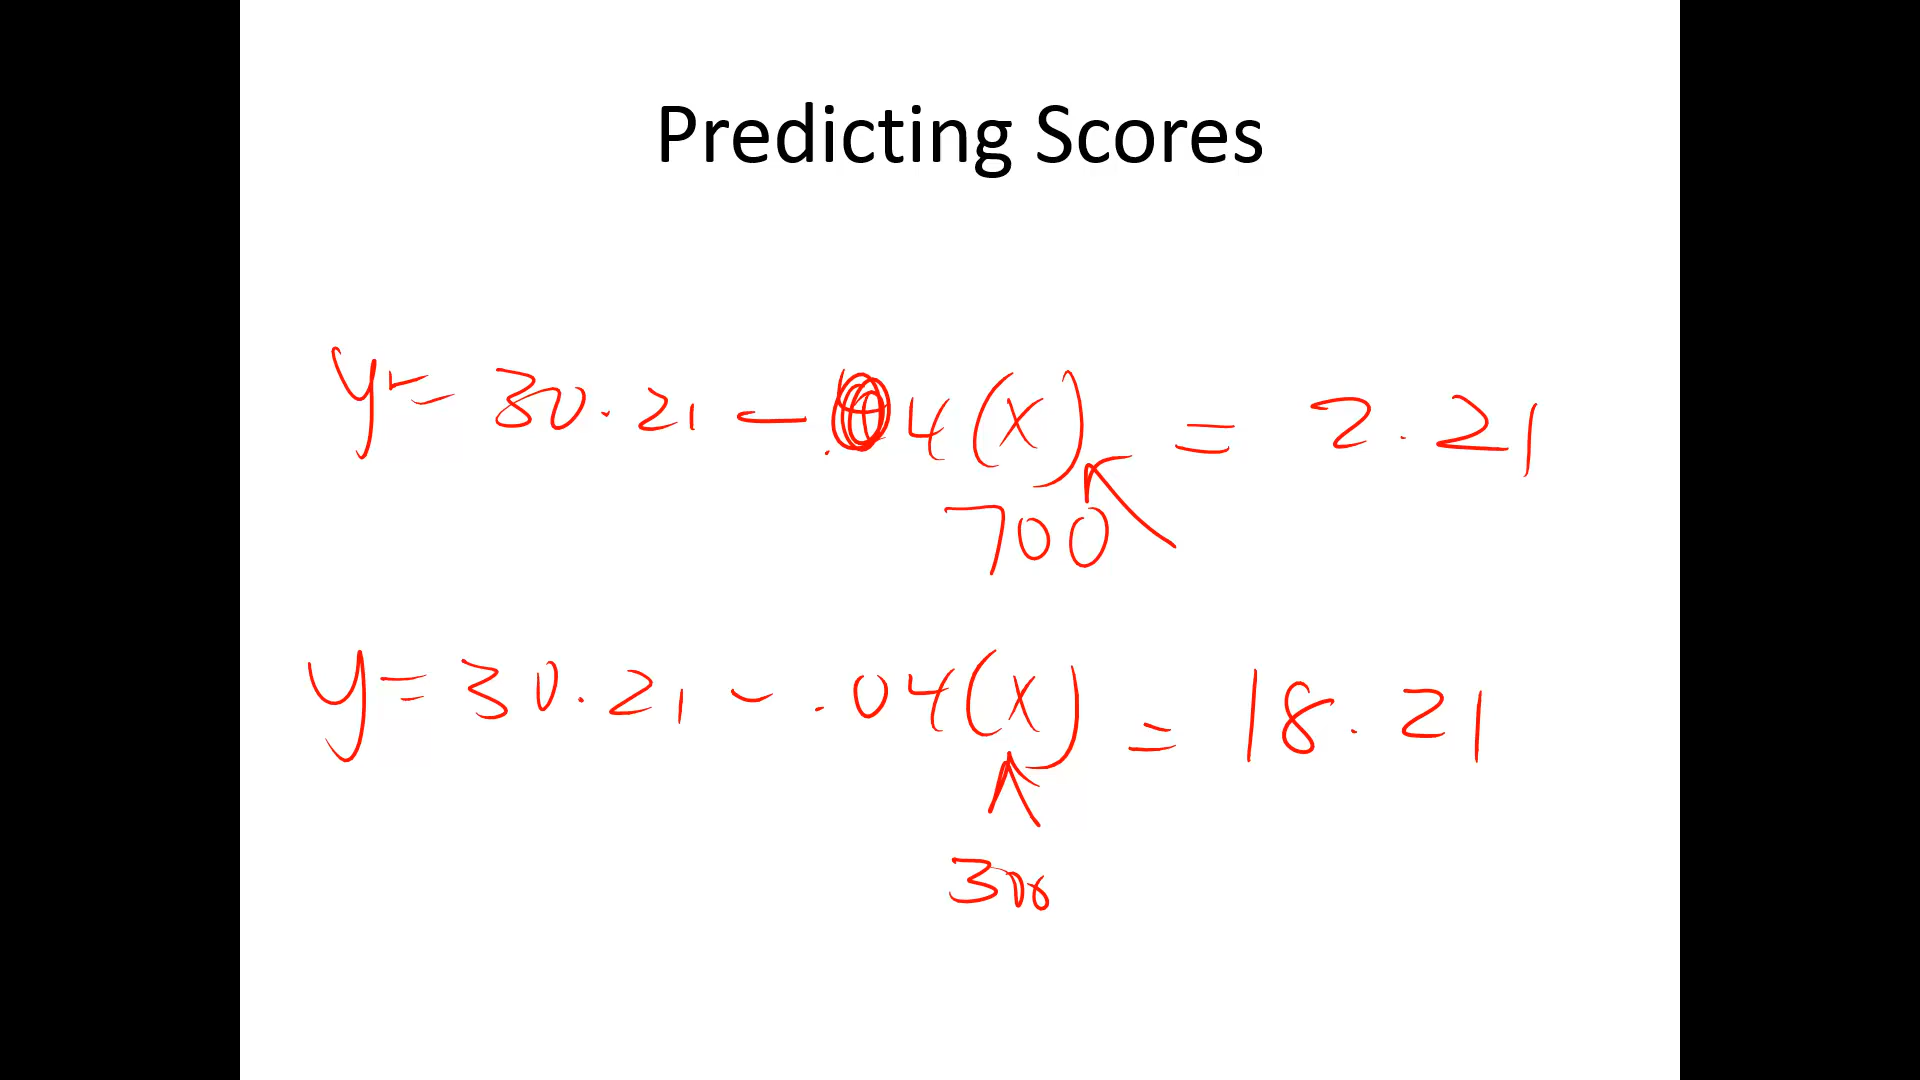 Predicting Scores
y = 30.21 - .04(x) = 2.21
700
y = 30.21 - .04(x) = 18.21
300